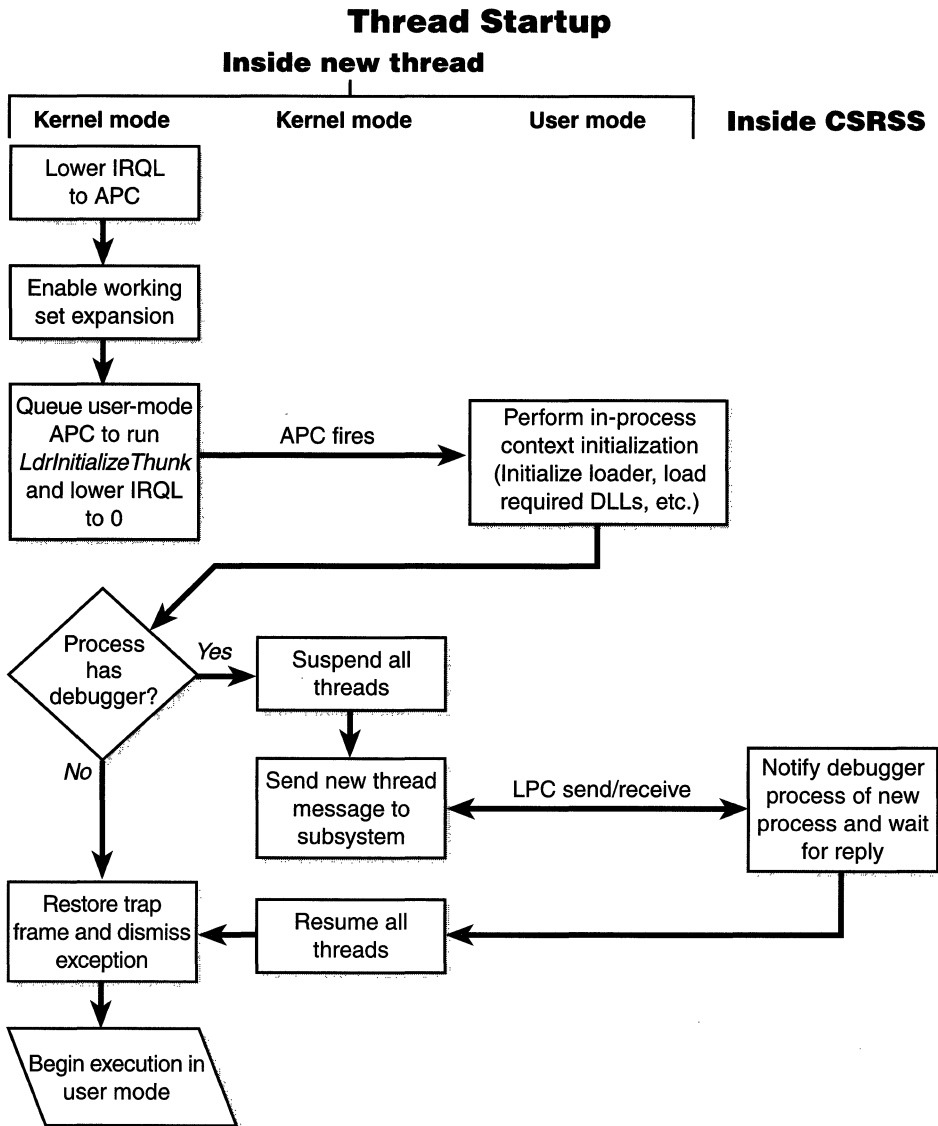 Thread Startup
Inside new thread
Kernel mode
Kernel mode
User mode
Inside CSRSS
Lower IRQL
to APC
Enable working
set expansion
Queue user-mode
APC to run
LdrInitializeThunk
and lower IRQL
to 0
APC fires
Perform in-process
context initialization
(Initialize loader, load
required DLLs, etc.)
Process
has
debugger?
Yes
Suspend all
threads
No
Send new thread
message to
subsystem
LPC send/receive
Notify debugger
process of new
process and wait
for reply
Restore trap
frame and dismiss
exception
Resume all
threads
Begin execution in
user mode